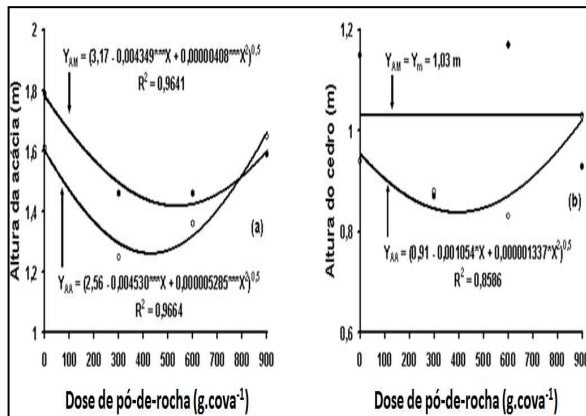 Altura da acácia (m)
2
1,8
1,6
1,4
1,2
1
Y_AM = (3,17 - 0,004349***X + 0,00000408***X²)^0,5
R² = 0,9641
(a)
Y_AA = (2,56 - 0,004530***X + 0,000005285***X²)^0,5
R² = 0,9664
0 100 200 300 400 500 600 700 800 900
Dose de pó-de-rocha (g.cova⁻¹)
Altura do cedro (m)
1,2
1
0,8
0,6
Y_AM = Y_m = 1,03 m
(b)
Y_AA = (0,91 - 0,001054*X + 0,000001337*X²)^0,5
R² = 0,8586
0 100 200 300 400 500 600 700 800 900
Dose de pó-de-rocha (g.cova⁻¹)